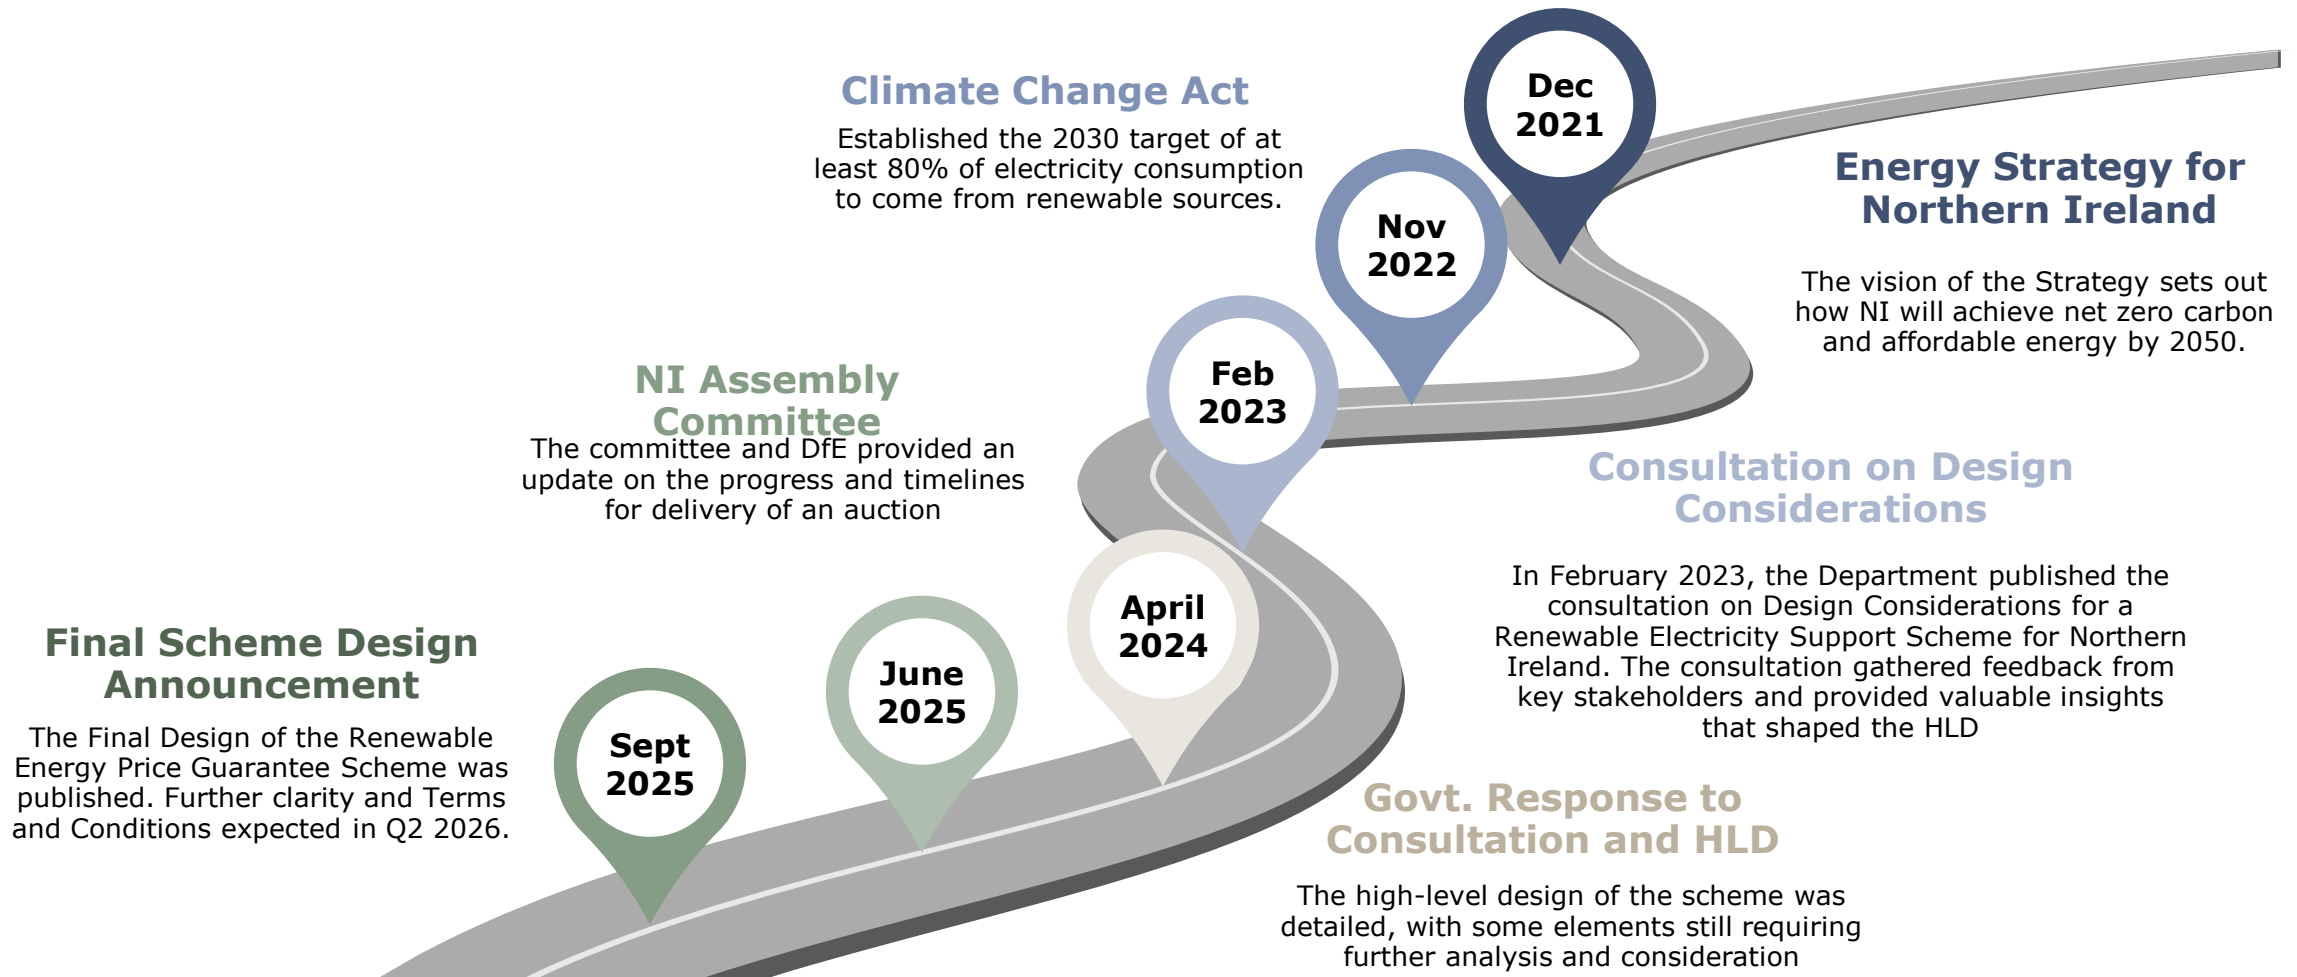 Dec
2021
Energy Strategy for
Northern Ireland
The vision of the Strategy sets out
how NI will achieve net zero carbon
and affordable energy by 2050.
Climate Change Act
Established the 2030 target of at
least 80% of electricity consumption
to come from renewable sources.
Nov
2022
Feb
2023
Consultation on Design
Considerations
In February 2023, the Department published the
consultation on Design Considerations for a
Renewable Electricity Support Scheme for Northern
Ireland. The consultation gathered feedback from
key stakeholders and provided valuable insights
that shaped the HLD
April
2024
Govt. Response to
Consultation and HLD
The high-level design of the scheme was
detailed, with some elements still requiring
further analysis and consideration
NI Assembly
Committee
The committee and DfE provided an
update on the progress and timelines
for delivery of an auction
June
2025
Final Scheme Design
Announcement
The Final Design of the Renewable
Energy Price Guarantee Scheme was
published. Further clarity and Terms
and Conditions expected in Q2 2026.
Sept
2025